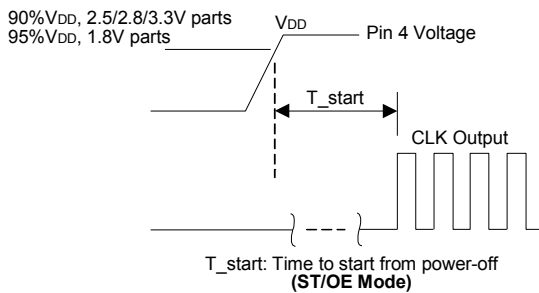 90%VDD, 2.5/2.8/3.3V parts
95%VDD, 1.8V parts
VDD
Pin 4 Voltage
T_start
CLK Output
T_start: Time to start from power-off
(ST/OE Mode)